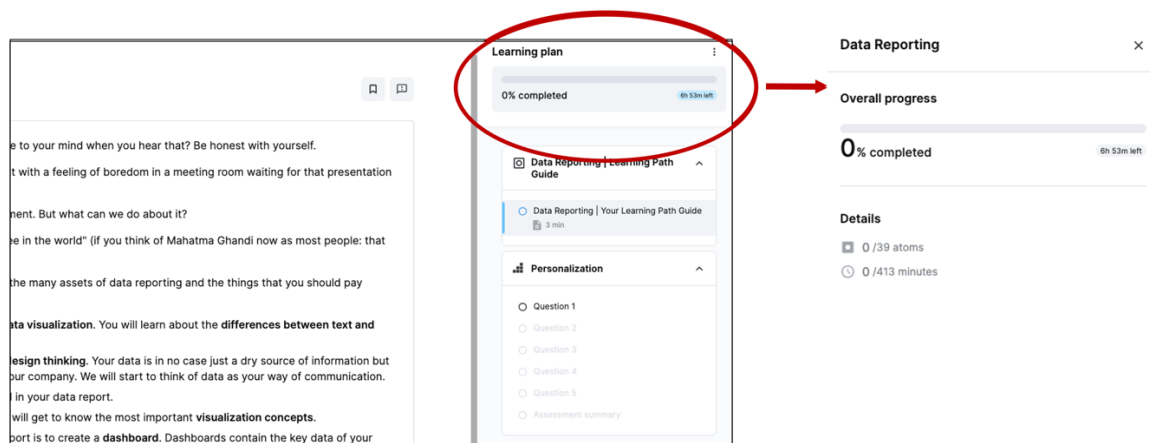 e to your mind when you hear that? Be honest with yourself.
t with a feeling of boredom in a meeting room waiting for that presentation
ment. But what can we do about it?
ee in the world" (if you think of Mahatma Ghandi now as most people: that
the many assets of data reporting and the things that you should pay
ata visualization. You will learn about the differences between text and
esign thinking. Your data is in no case just a dry source of information but
our company. We will start to think of data as your way of communication.
l in your data report.
will get to know the most important visualization concepts.
port is to create a dashboard. Dashboards contain the key data of your
Learning plan
0% completed
6h 53m left
Data Reporting | Learning Path
Guide
Data Reporting | Your Learning Path Guide
3 min
Personalization
Question 1
Question 2
Question 3
Question 4
Question 5
Assessment summary
Data Reporting
Overall progress
0% completed
6h 53m left
Details
0 /39 atoms
0 /413 minutes